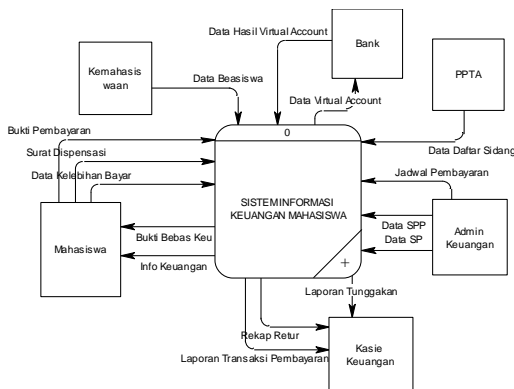 Data Hasil Virtual Account
Bank
Kemahasis
waan
PPTA
Data Beasiswa
Data Virtual Account
Bukti Pembayaran
0
Surat Dispensasi
Data Daftar Sidang
Data Kelebihan Bayar
Jadwal Pembayaran
SISTEM INFORMASI
KEUANGAN MAHASISWA
Mahasiswa
Bukti Bebas Keu
Data SPP
Data SP
Admin
Keuangan
Info Keuangan
+
Laporan Tunggakan
Rekap Retur
Laporan Transaksi Pembayaran
Kasie
Keuangan